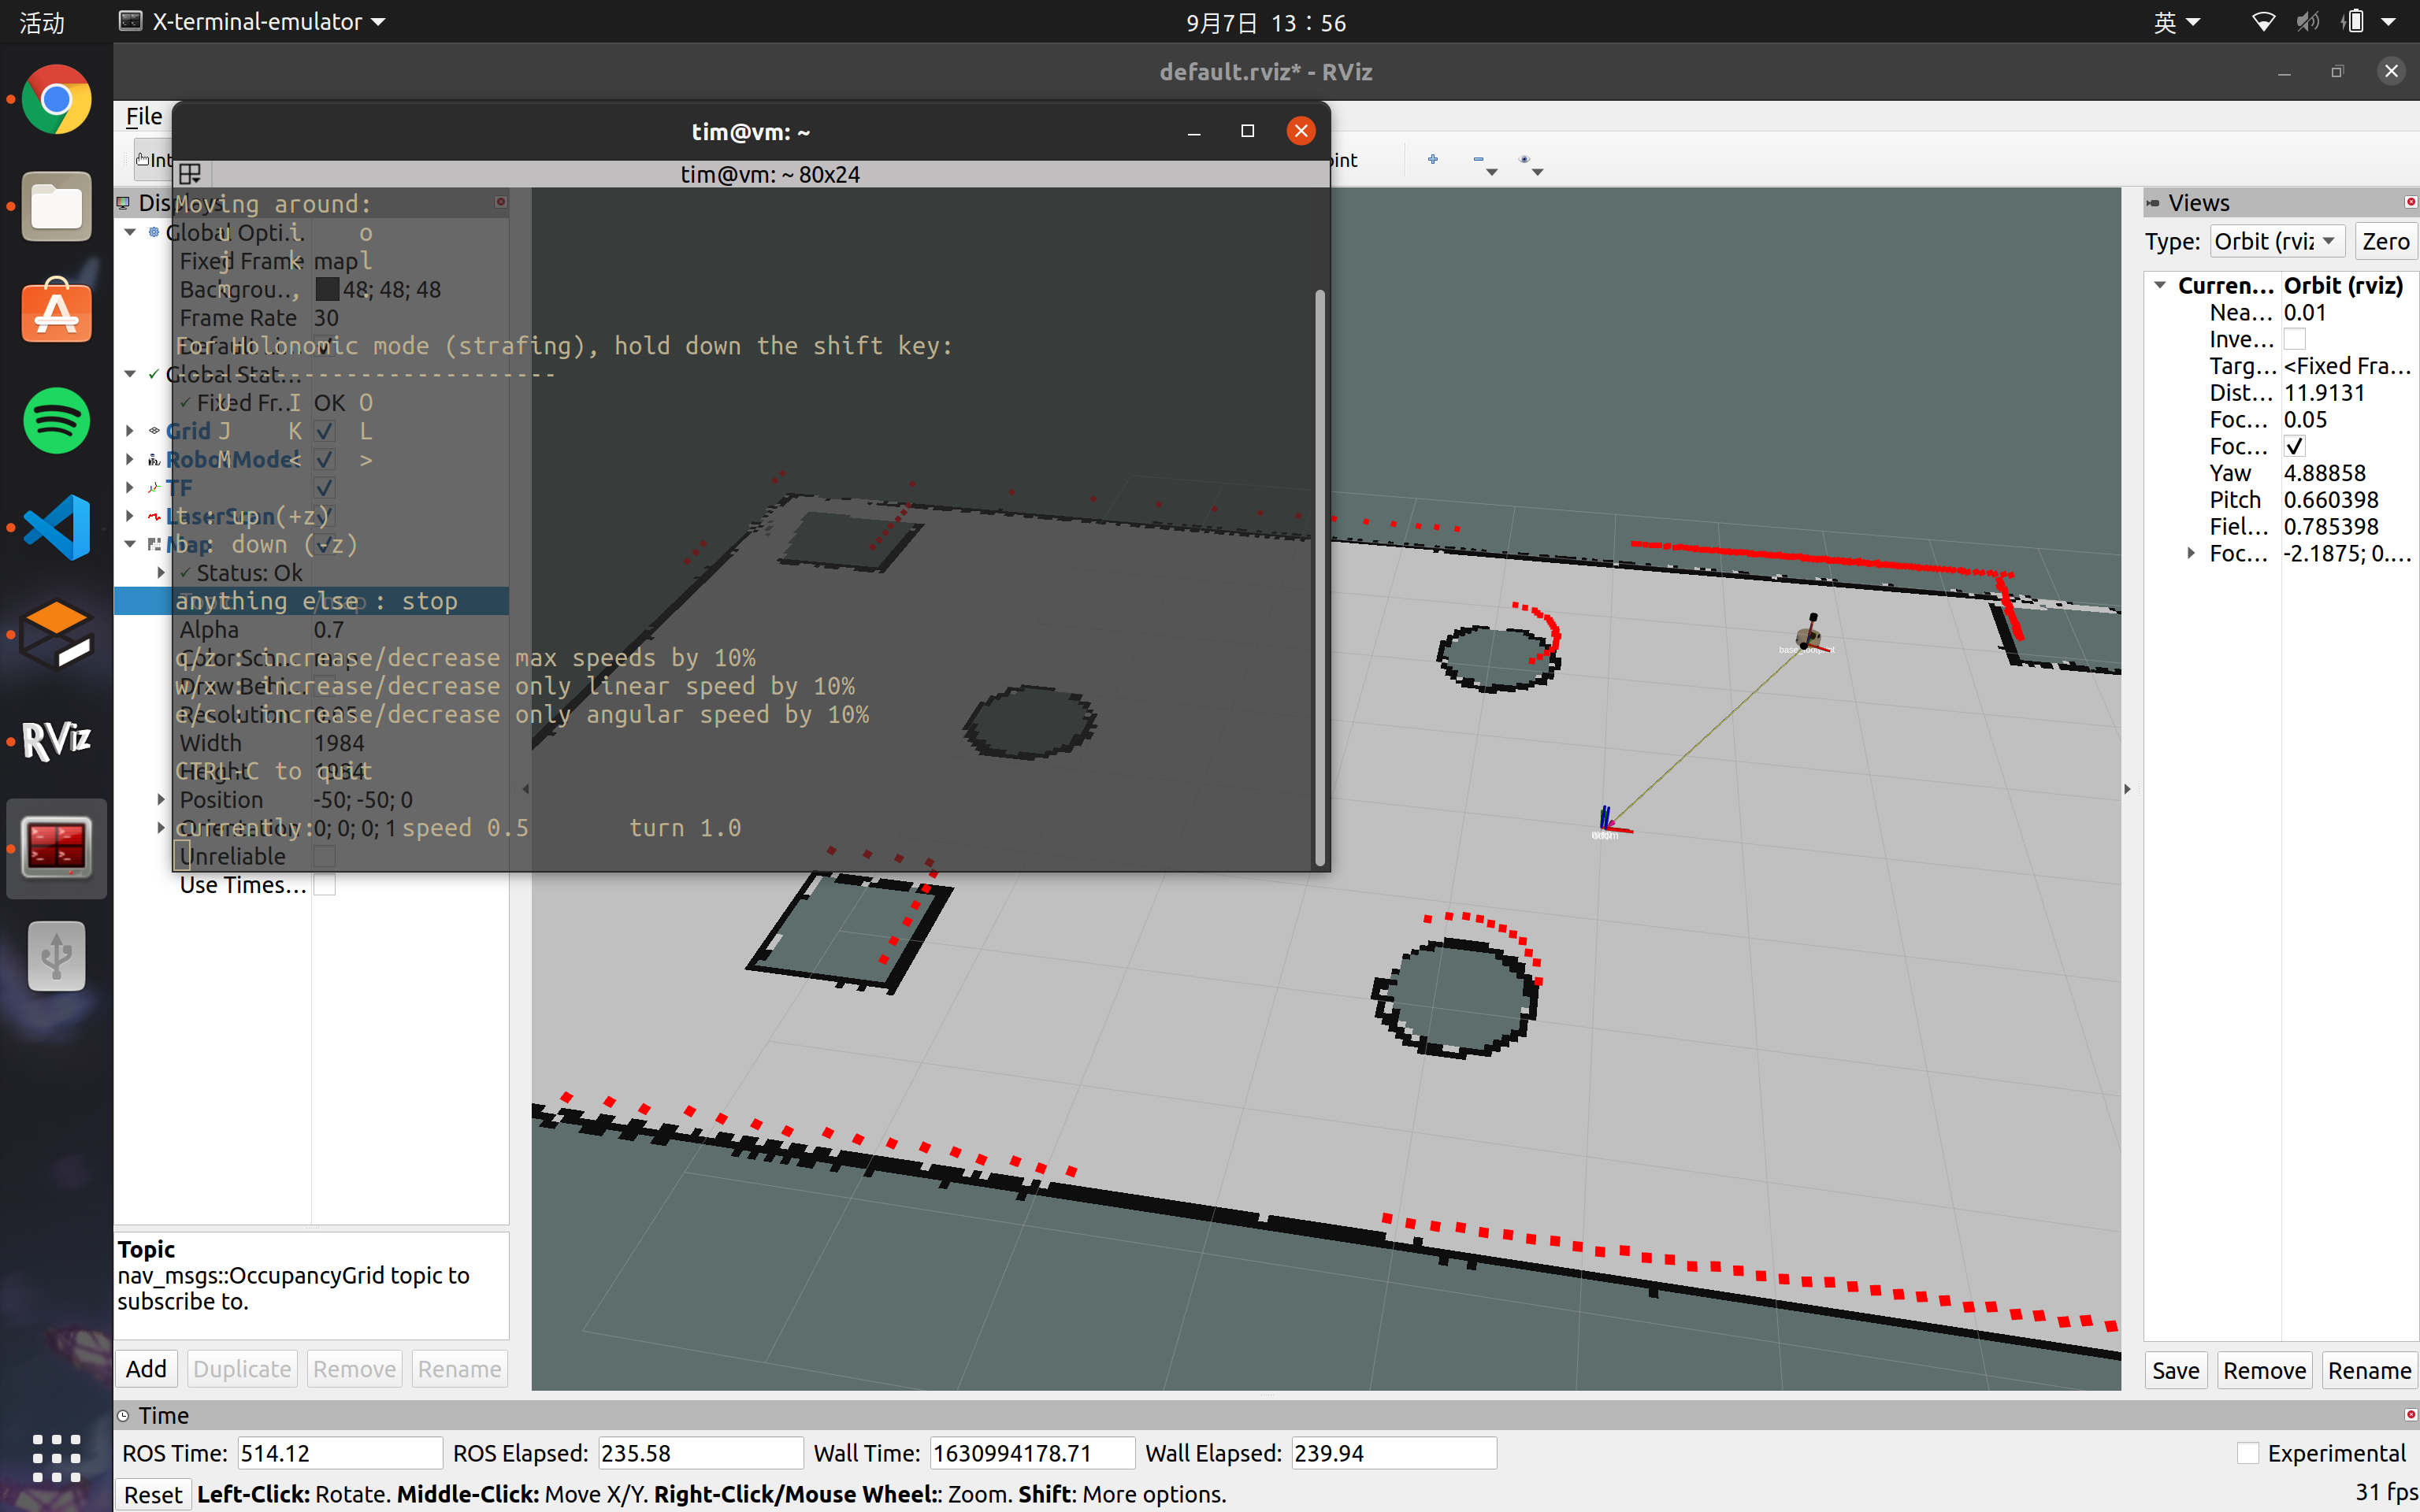 活动
X-terminal-emulator
9月7日 13：56
英
default.rviz* - RViz
File
tim@vm: ~
Int
oint
tim@vm: ~ 80x24
Moving around:
u i o
j k l
m ,
For Holonomic mode (strafing), hold down the shift key:
---------------------------
U I O
J K L
M < >
t : up (+z)
b : down (-z)
anything else : stop
q/z : increase/decrease max speeds by 10%
w/x : increase/decrease only linear speed by 10%
e/c : increase/decrease only angular speed by 10%
CTRL-C to quit
currently: speed 0.5 turn 1.0
Global Opti...
Fixed Frame map
Backgrou... 48; 48; 48
Frame Rate 30
Global Stat...
Fixed Fr... OK
Grid
RobotModel
TF
LaserScan
Map
Status: Ok
Topic /map
Alpha 0.7
Color Sch... map
Draw Behi...
Resolution 0.05
Width 1984
Height 1984
Position -50; -50; 0
Orientation 0; 0; 0; 1
Unreliable
Use Times...
Topic
nav_msgs::OccupancyGrid topic to
subscribe to.
Add Duplicate Remove Rename
RViz
Views
Type: Orbit (rviz Zero
Curren... Orbit (rviz)
Nea... 0.01
Inve...
Targ... <Fixed Fra...
Dist... 11.9131
Foc... 0.05
Foc...
Yaw 4.88858
Pitch 0.660398
Fiel... 0.785398
Foc... -2.1875; 0....
Save Remove Rename
Time
ROS Time: 514.12 ROS Elapsed: 235.58 Wall Time: 1630994178.71 Wall Elapsed: 239.94 Experimental
Reset Left-Click: Rotate. Middle-Click: Move X/Y. Right-Click/Mouse Wheel:: Zoom. Shift: More options. 31 fps